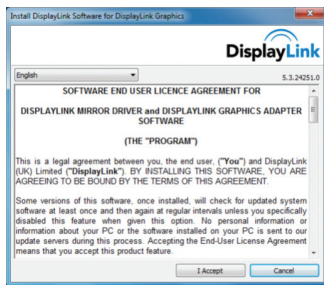 Install DisplayLink Software for DisplayLink Graphics
DisplayLink
English
5.3.24251.0
SOFTWARE END USER LICENCE AGREEMENT FOR
DISPLAYLINK MIRROR DRIVER and DISPLAYLINK GRAPHICS ADAPTER
SOFTWARE
(THE "PROGRAM")
This is a legal agreement between you, the end user, ("You") and DisplayLink
(UK) Limited ("DisplayLink"). BY INSTALLING THIS SOFTWARE, YOU ARE
AGREEING TO BE BOUND BY THE TERMS OF THIS AGREEMENT.
Some versions of this software, once installed, will check for updated system
software at least once and then again at regular intervals unless you specifically
disabled this feature when given this option. No personal information or
information about your PC or the software installed on your PC is sent to our
update servers during this process. Accepting the End-User License Agreement
means that you accept this product feature.
I Accept
Cancel